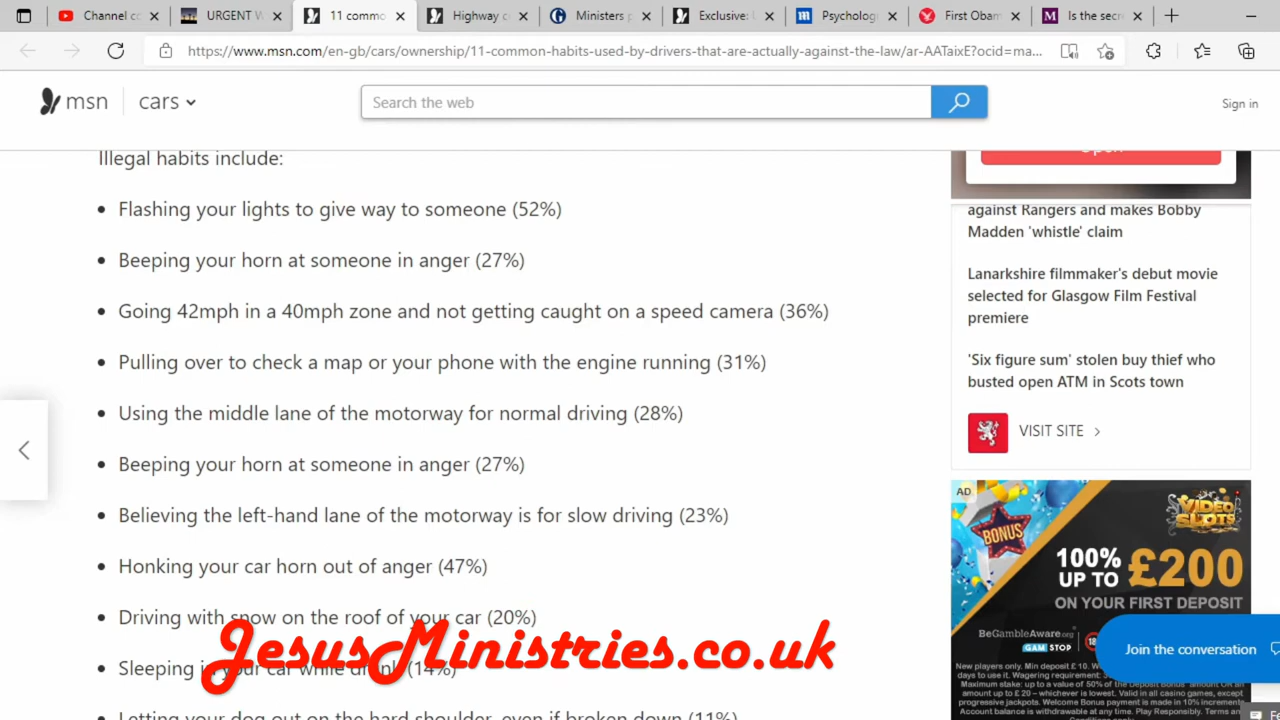 Channel cc
URGENT W
11 commo
Highway c
Ministers p
Exclusive: I
Psycholog
First Obam
Is the secr
https://www.msn.com/en-gb/cars/ownership/11-common-habits-used-by-drivers-that-are-actually-against-the-law/ar-AATaixE?ocid=ma...
msn
cars
Search the web
Sign in
Illegal habits include:
• Flashing your lights to give way to someone (52%)
• Beeping your horn at someone in anger (27%)
• Going 42mph in a 40mph zone and not getting caught on a speed camera (36%)
• Pulling over to check a map or your phone with the engine running (31%)
• Using the middle lane of the motorway for normal driving (28%)
• Beeping your horn at someone in anger (27%)
• Believing the left-hand lane of the motorway is for slow driving (23%)
• Honking your car horn out of anger (47%)
• Driving with snow on the roof of your car (20%)
• Sleeping in your car while drunk (14%)
JesusMinistries.co.uk
against Rangers and makes Bobby
Madden 'whistle' claim
Lanarkshire filmmaker's debut movie
selected for Glasgow Film Festival
premiere
'Six figure sum' stolen buy thief who
busted open ATM in Scots town
VISIT SITE
AD
VIDEO
SLOTS
BONUS
100%
UP TO £200
ON YOUR FIRST DEPOSIT
BeGambleAware.org
GAMSTOP
18
Join the conversation